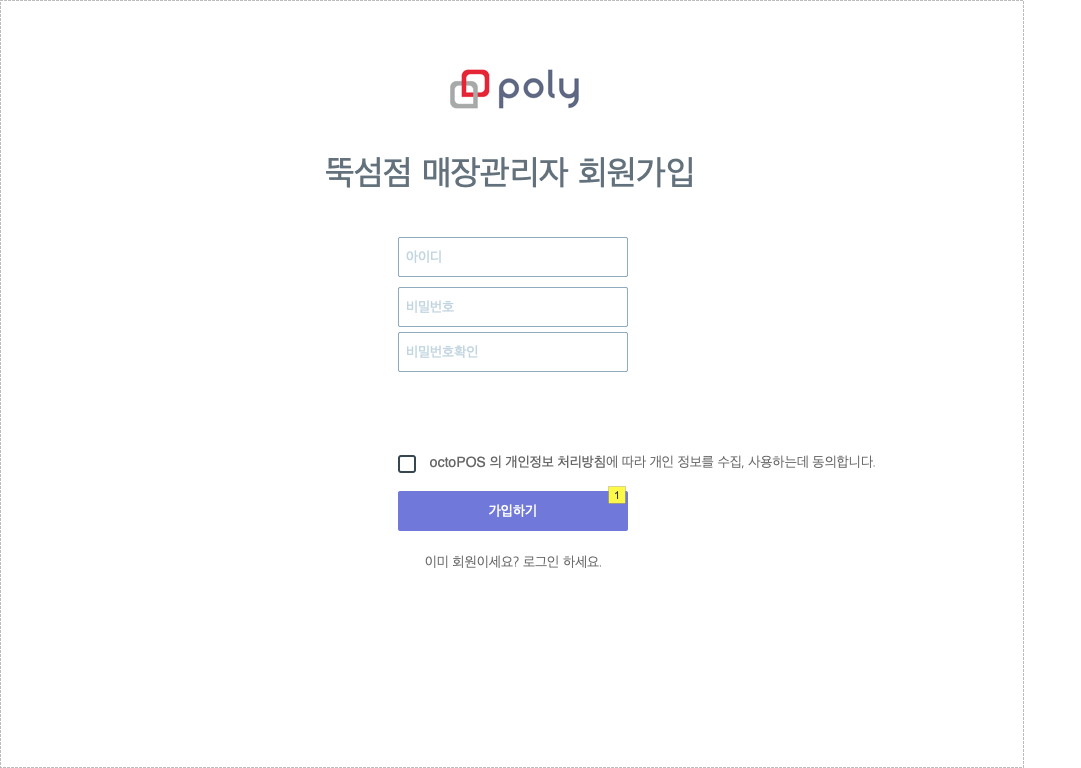 poly
뚝섬점 매장관리자 회원가입
아이디
비밀번호
비밀번호확인
octoPOS 의 개인정보 처리방침에 따라 개인 정보를 수집, 사용하는데 동의합니다.
1
가입하기
이미 회원이세요? 로그인 하세요.